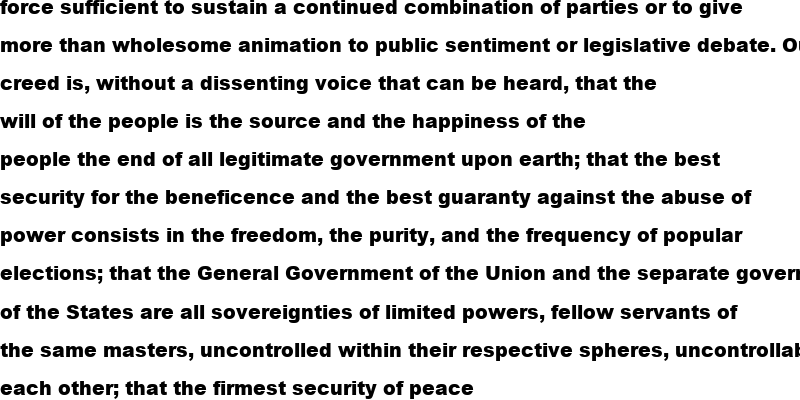 force sufficient to sustain a continued combination of parties or to give
more than wholesome animation to public sentiment or legislative debate.
creed is, without a dissenting voice that can be heard, that the
will of the people is the source and the happiness of the
people the end of all legitimate government upon earth; that the best
security for the beneficence and the best guaranty against the abuse of
power consists in the freedom, the purity, and the frequency of popular
elections; that the General Government of the Union and the separate
of the States are all sovereignties of limited powers, fellow servants of
the same masters, uncontrolled within their respective spheres,
each other; that the firmest security of peace